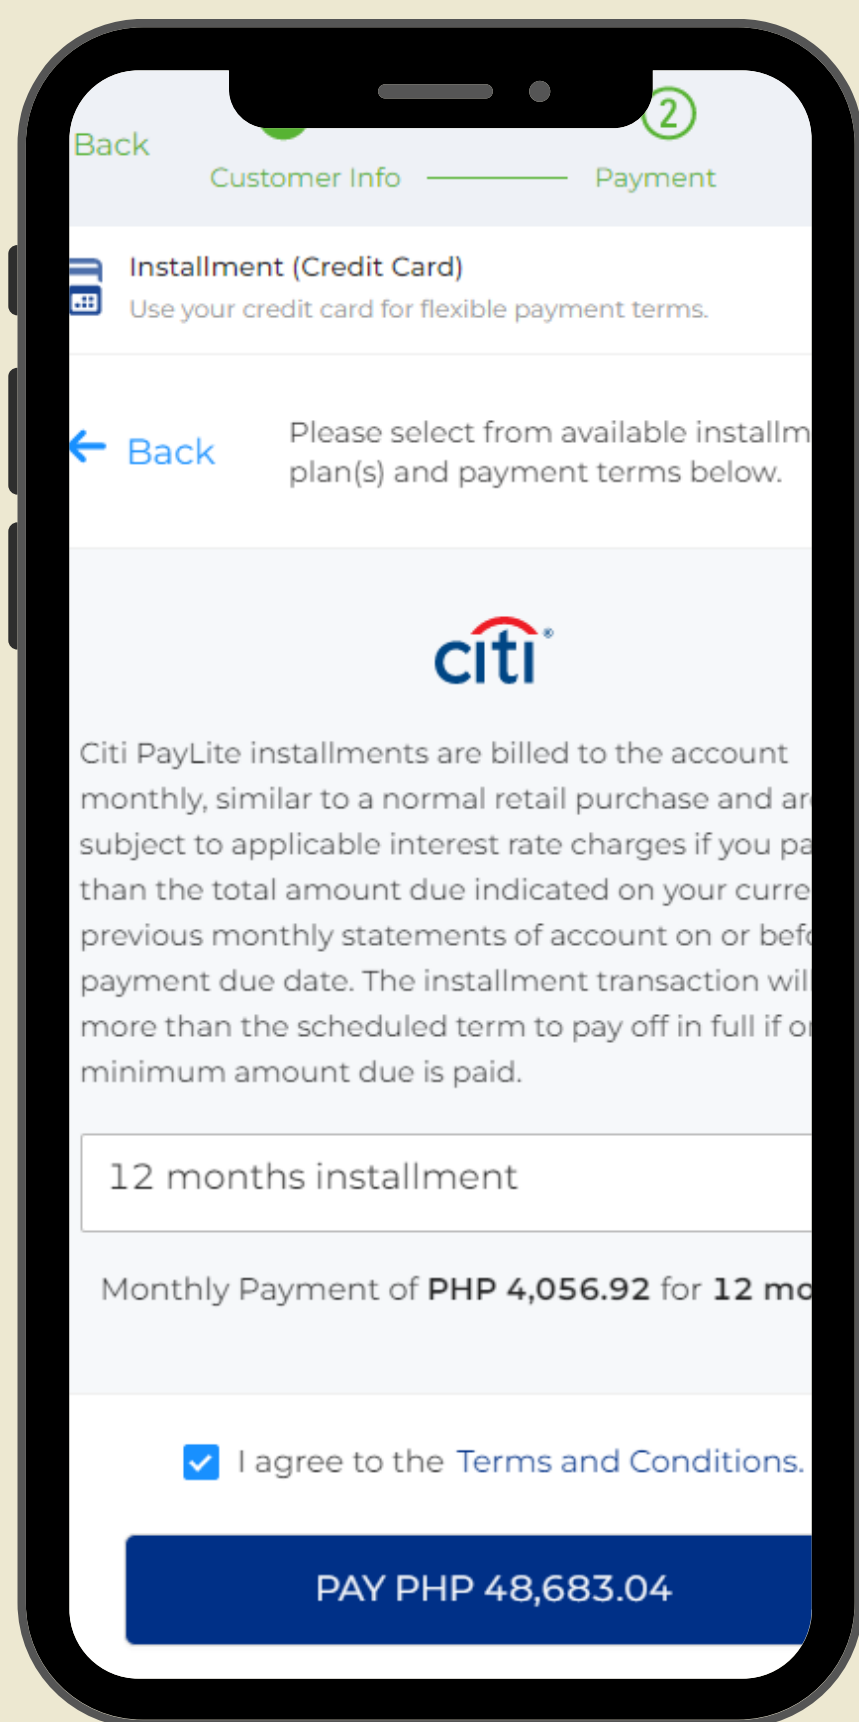 2
Back
Customer Info
Payment
Installment (Credit Card)
Use your credit card for flexible payment terms.
Back
Please select from available installm
plan(s) and payment terms below.
citi®
Citi PayLite installments are billed to the account
monthly, similar to a normal retail purchase and ar
subject to applicable interest rate charges if you pa
than the total amount due indicated on your curre
previous monthly statements of account on or befo
payment due date. The installment transaction wil
more than the scheduled term to pay off in full if o
minimum amount due is paid.
12 months installment
Monthly Payment of PHP 4,056.92 for 12 mo
I agree to the Terms and Conditions.
PAY PHP 48,683.04